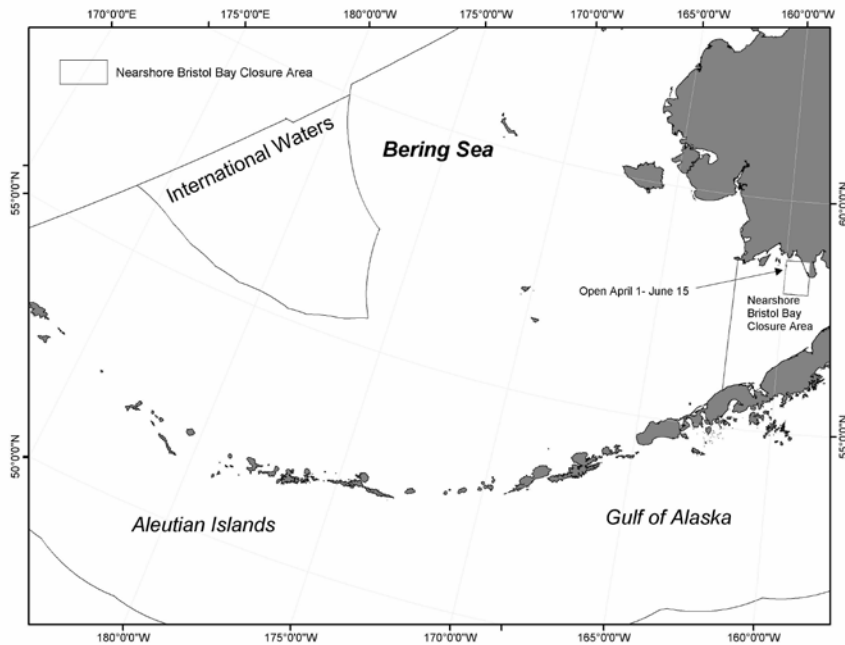 170°0'0"E
175°0'0"E
180°0'0"
175°0'0"W
170°0'0"W
165°0'0"W
160°0'0"W
Nearshore Bristol Bay Closure Area
International Waters
Bering Sea
55°0'0"N
60°0'0"N
Open April 1- June 15
Nearshore
Bristol Bay
Closure Area
50°0'0"N
55°0'0"N
Aleutian Islands
Gulf of Alaska
180°0'0"
175°0'0"W
170°0'0"W
165°0'0"W
160°0'0"W